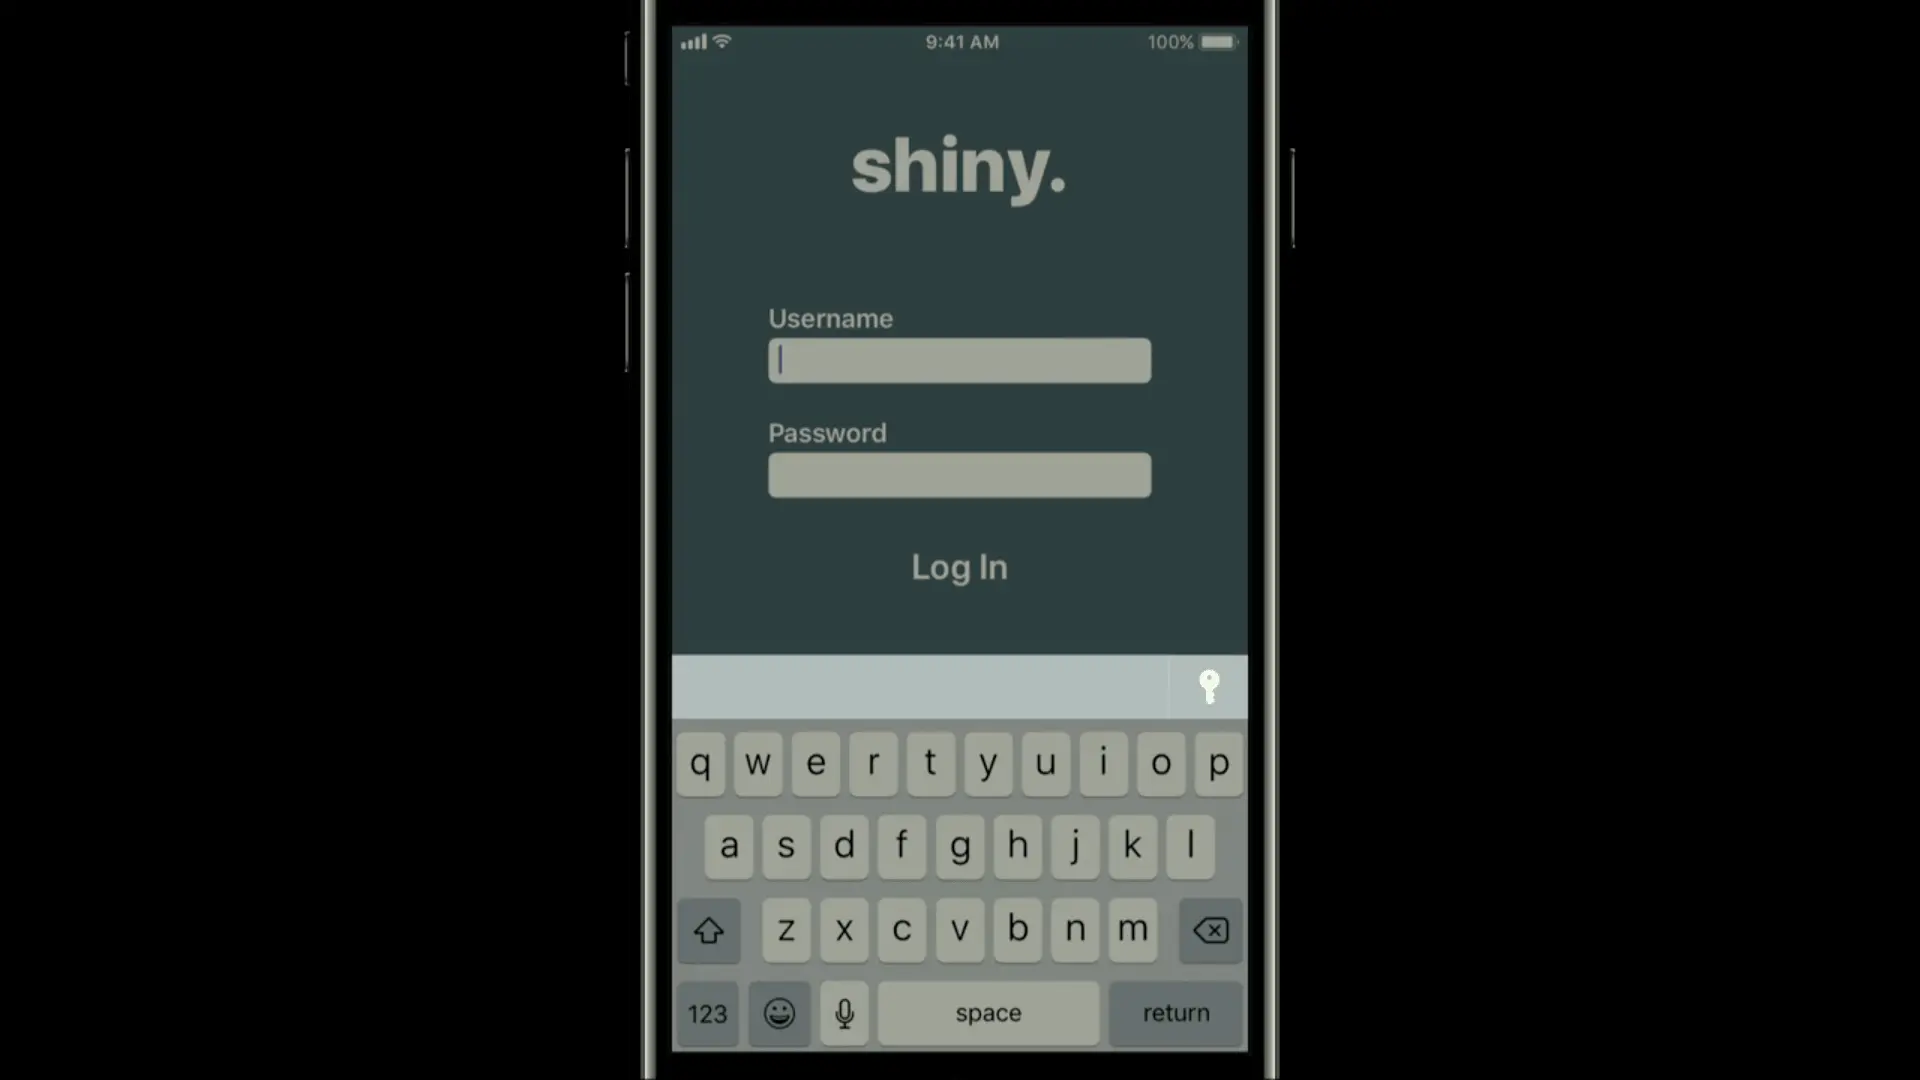 9:41 AM 100%
shiny.
Username
Password
Log In
q w e r t y u i o p
a s d f g h j k l
z x c v b n m
123 space return